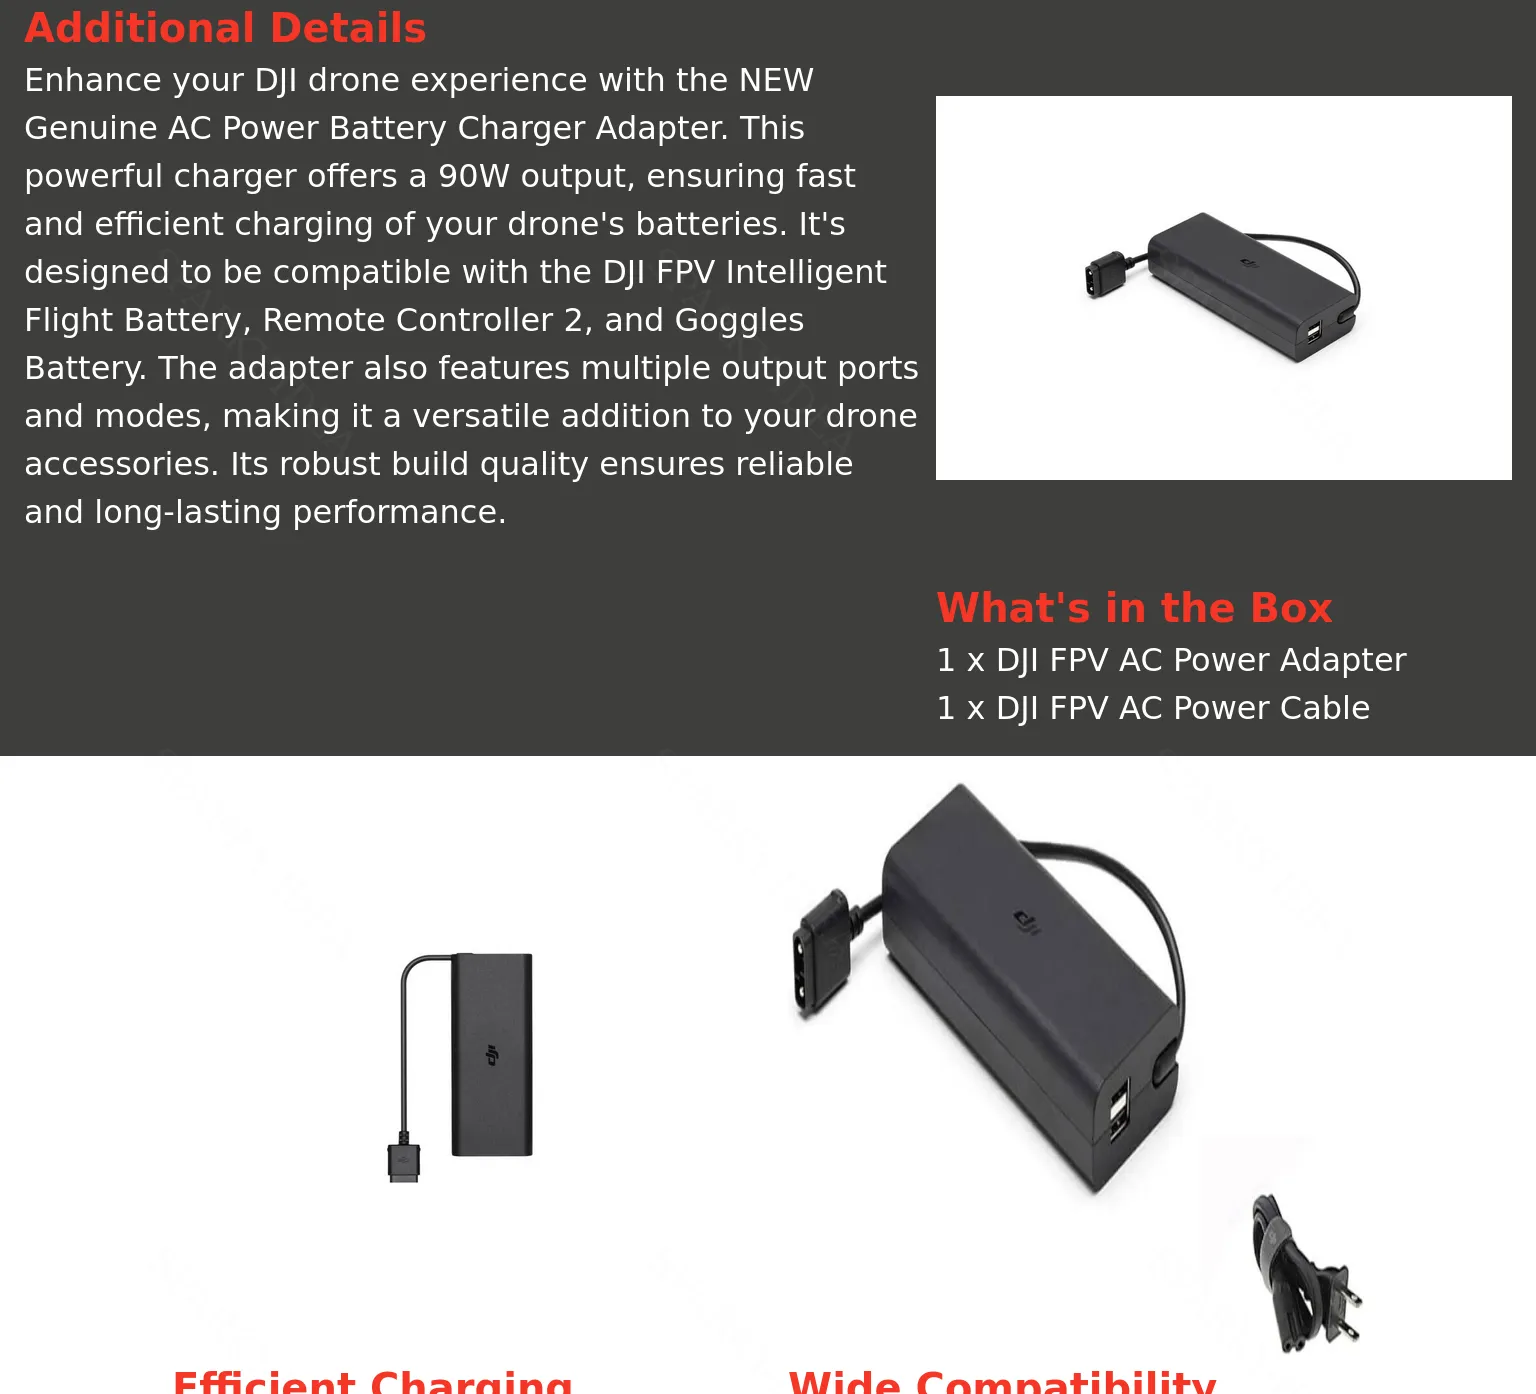 Additional Details
Enhance your DJI drone experience with the NEW
Genuine AC Power Battery Charger Adapter. This
powerful charger offers a 90W output, ensuring fast
and efficient charging of your drone's batteries. It's
designed to be compatible with the DJI FPV Intelligent
Flight Battery, Remote Controller 2, and Goggles
Battery. The adapter also features multiple output ports
and modes, making it a versatile addition to your drone
accessories. Its robust build quality ensures reliable
and long-lasting performance.
What's in the Box
1 x DJI FPV AC Power Adapter
1 x DJI FPV AC Power Cable
Efficient Charging
Wide Compatibility